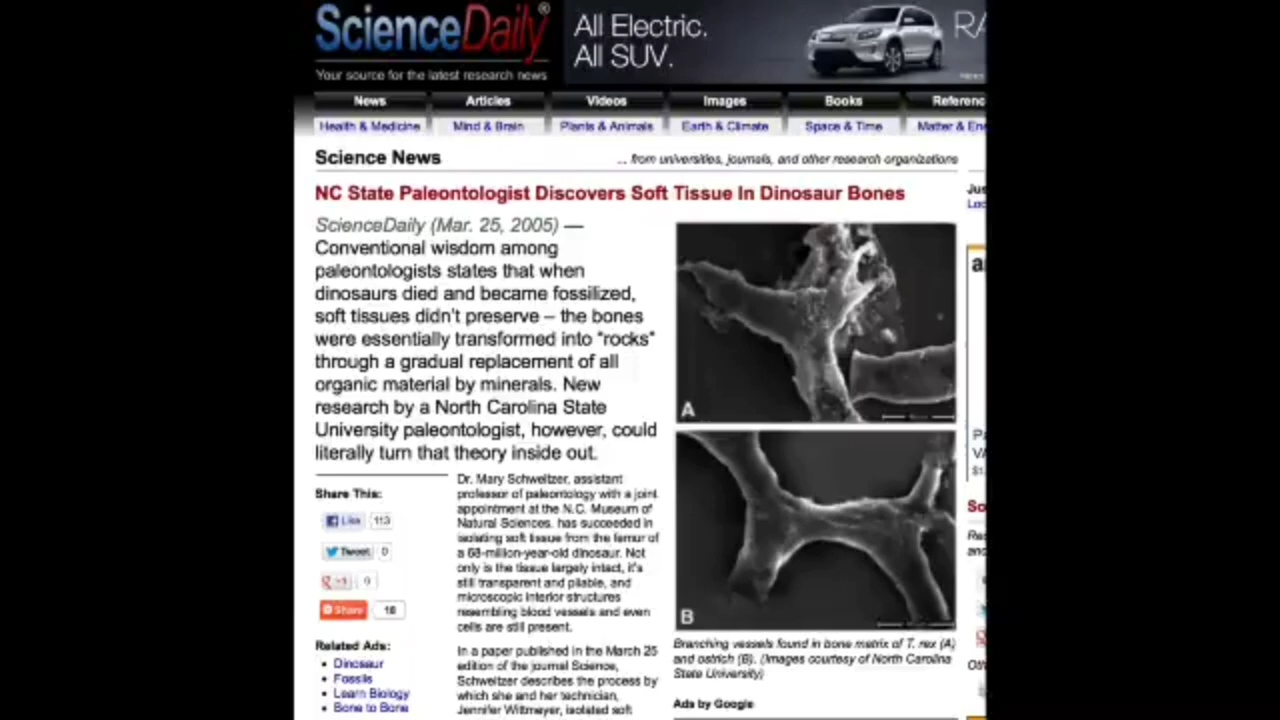 ScienceDaily®
Your source for the latest research news
All Electric.
All SUV.
RA
News
Articles
Videos
Images
Books
Referenc
Health & Medicine
Mind & Brain
Plants & Animals
Earth & Climate
Space & Time
Matter & Ene
Science News
... from universities, journals, and other research organizations
NC State Paleontologist Discovers Soft Tissue In Dinosaur Bones
ScienceDaily (Mar. 25, 2005) —
Conventional wisdom among
paleontologists states that when
dinosaurs died and became fossilized,
soft tissues didn't preserve – the bones
were essentially transformed into "rocks"
through a gradual replacement of all
organic material by minerals. New
research by a North Carolina State
University paleontologist, however, could
literally turn that theory inside out.
Share This:
Like 113
Tweet 0
+1 0
Share 18
Related Ads:
• Dinosaur
• Fossils
• Learn Biology
• Bone to Bone
Dr. Mary Schweitzer, assistant
professor of paleontology with a joint
appointment at the N.C. Museum of
Natural Sciences, has succeeded in
isolating soft tissue from the femur of
a 68-million-year-old dinosaur. Not
only is the tissue largely intact, it's
still transparent and pliable, and
microscopic interior structures
resembling blood vessels and even
cells are still present.
In a paper published in the March 25
edition of the journal Science,
Schweitzer describes the process by
which she and her technician,
Jennifer Wittmeyer, isolated soft
A
B
Branching vessels found in bone matrix of T. rex (A)
and ostrich (B). (Images courtesy of North Carolina
State University)
Ads by Google
Jus
Loc
a
So
Re
and